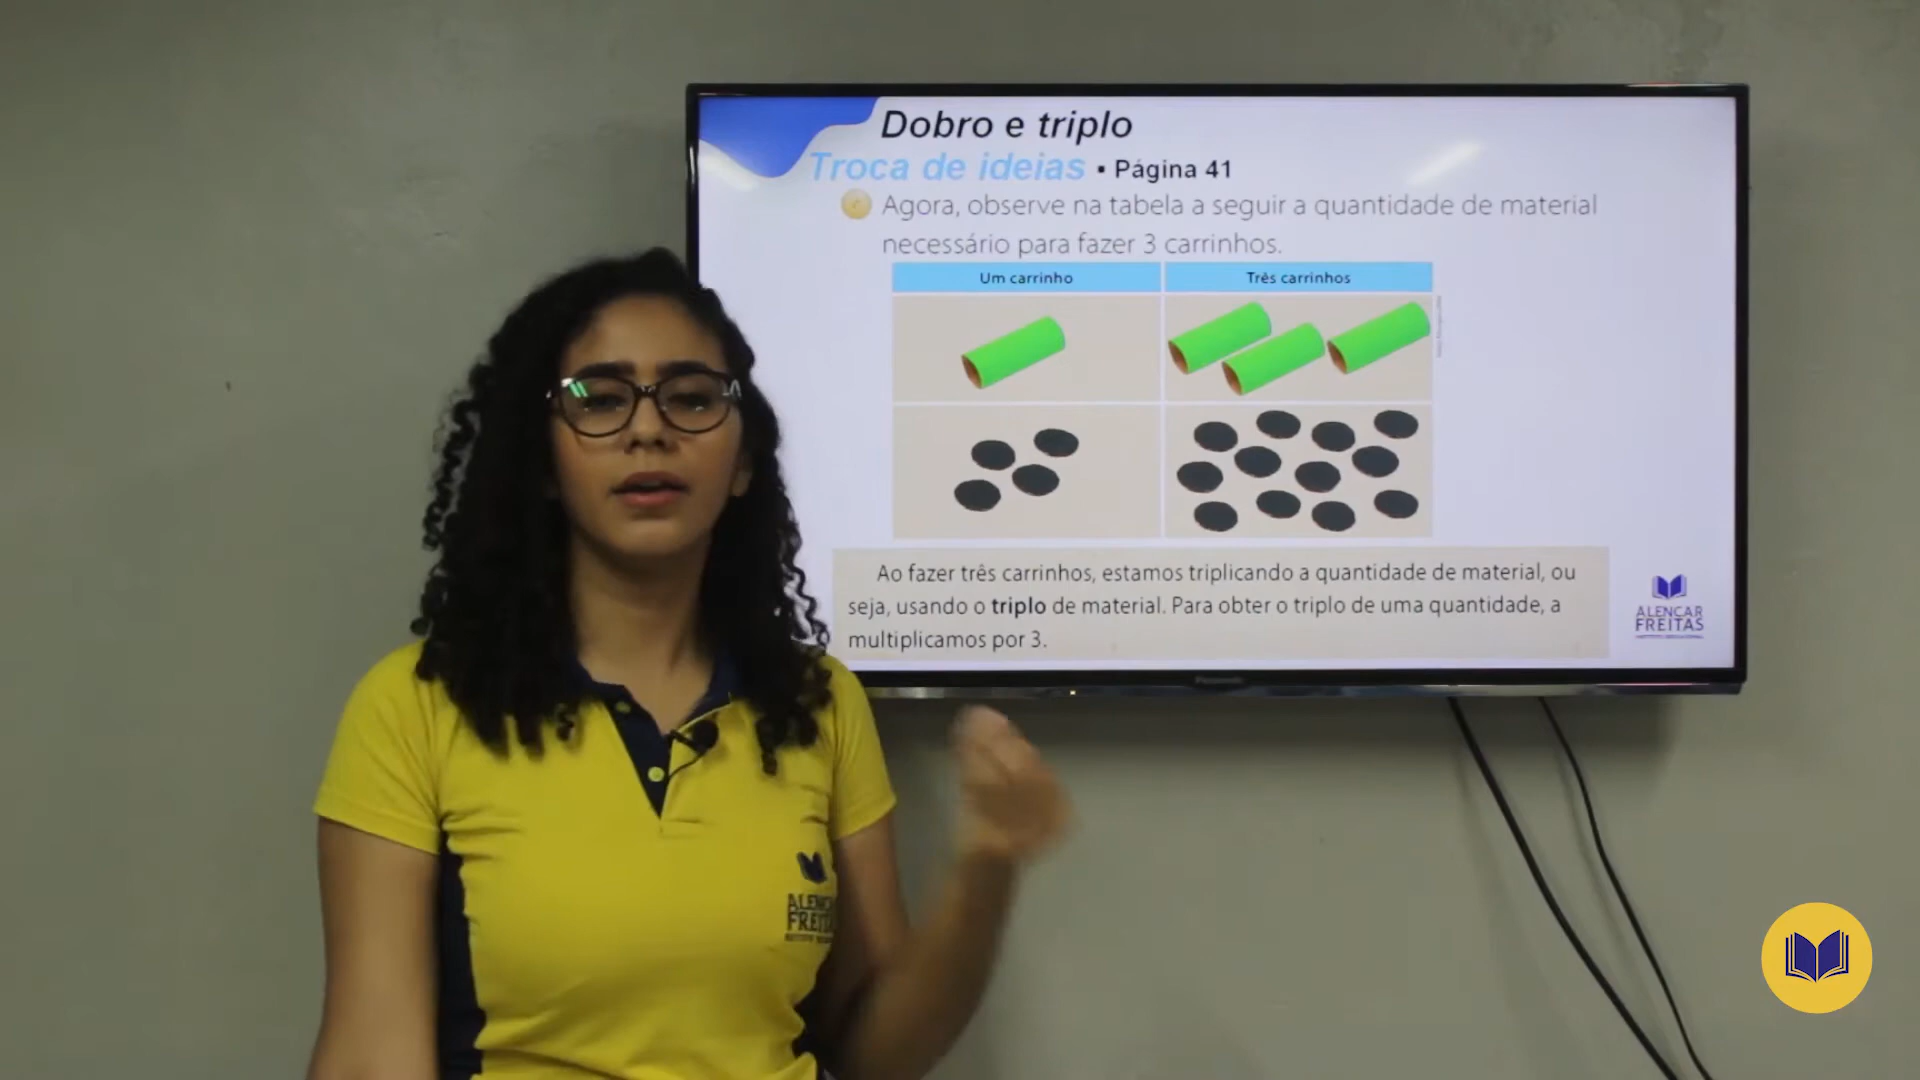 Dobro e triplo
Troca de ideias ▪ Página 41
Agora, observe na tabela a seguir a quantidade de material
necessário para fazer 3 carrinhos.
Um carrinho
Três carrinhos
Ao fazer três carrinhos, estamos triplicando a quantidade de material, ou
seja, usando o triplo de material. Para obter o triplo de uma quantidade, a
multiplicamos por 3.
ALENCAR
FREITAS
Panasonic